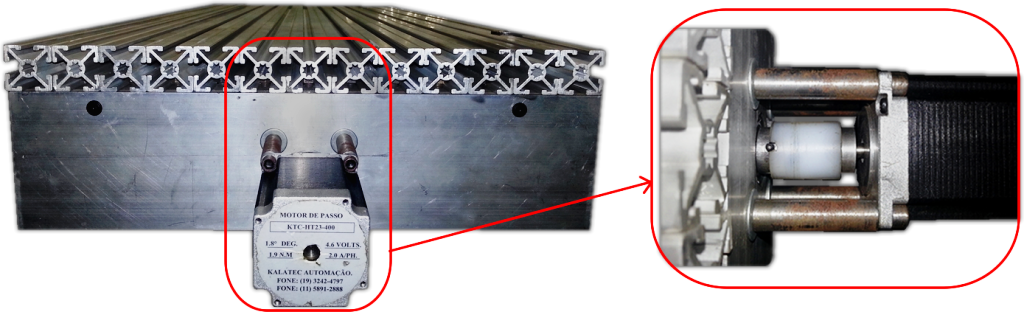 MOTOR DE PASSO
KTC-HT23-400
1.8° DEG. 4.6 VOLTS.
1.9 N.M 2.0 A/PH.
KALATEC AUTOMAÇÃO.
FONE: (19) 3242-4797
FONE: (11) 5891-2888